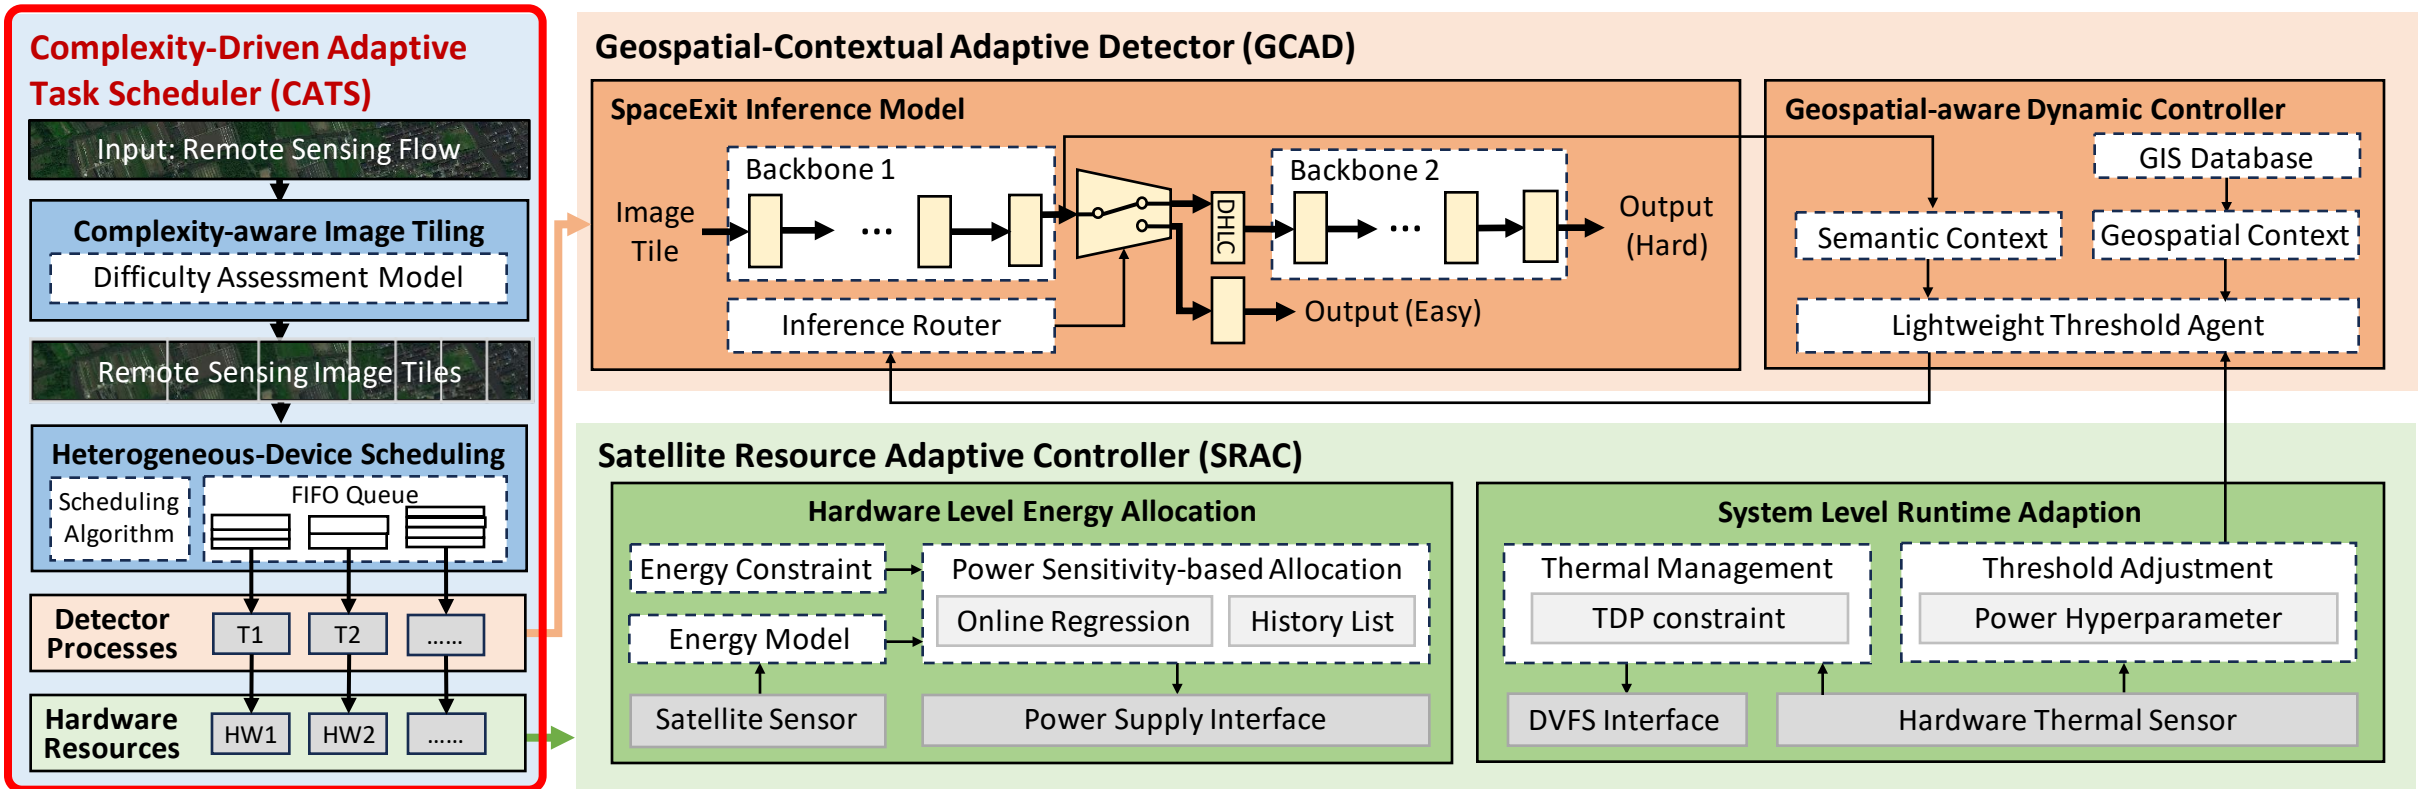 Complexity-Driven Adaptive
Task Scheduler (CATS)
Input: Remote Sensing Flow
Complexity-aware Image Tiling
Difficulty Assessment Model
Remote Sensing Image Tiles
Heterogeneous-Device Scheduling
Scheduling
Algorithm
FIFO Queue
Detector
Processes
T1
T2
......
Hardware
Resources
HW1
HW2
......
Geospatial-Contextual Adaptive Detector (GCAD)
SpaceExit Inference Model
Image
Tile
Backbone 1
...
DHLC
Backbone 2
...
Output
(Hard)
Inference Router
Output (Easy)
Geospatial-aware Dynamic Controller
GIS Database
Semantic Context
Geospatial Context
Lightweight Threshold Agent
Satellite Resource Adaptive Controller (SRAC)
Hardware Level Energy Allocation
Energy Constraint
Energy Model
Power Sensitivity-based Allocation
Online Regression
History List
Satellite Sensor
Power Supply Interface
System Level Runtime Adaption
Thermal Management
TDP constraint
Threshold Adjustment
Power Hyperparameter
DVFS Interface
Hardware Thermal Sensor